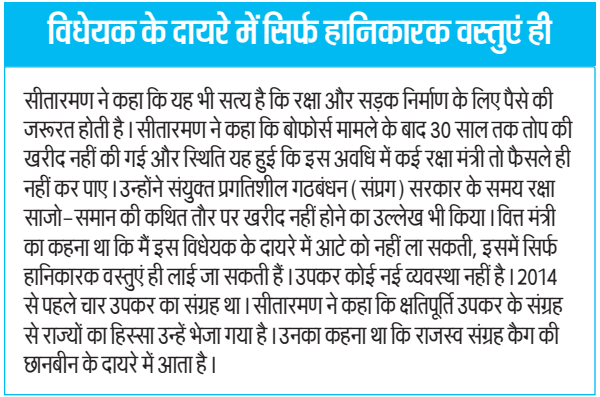 विधेयक के दायरे में सिर्फ हानिकारक वस्तुएं ही
सीतारमण ने कहा कि यह भी सत्य है कि रक्षा और सड़क निर्माण के लिए पैसे की
जरूरत होती है। सीतारमण ने कहा कि बोफोर्स मामले के बाद 30 साल तक तोप की
खरीद नहीं की गई और स्थिति यह हुई कि इस अवधि में कई रक्षा मंत्री तो फैसले ही
नहीं कर पाए। उन्होंने संयुक्त प्रगतिशील गठबंधन ( संप्रग ) सरकार के समय रक्षा
साजो-समान की कथित तौर पर खरीद नहीं होने का उल्लेख भी किया। वित्त मंत्री
का कहना था कि मैं इस विधेयक के दायरे में आटे को नहीं ला सकती, इसमें सिर्फ
हानिकारक वस्तुएं ही लाई जा सकती हैं। उपकर कोई नई व्यवस्था नहीं है। 2014
से पहले चार उपकर का संग्रह था। सीतारमण ने कहा कि क्षतिपूर्ति उपकर के संग्रह
से राज्यों का हिस्सा उन्हें भेजा गया है। उनका कहना था कि राजस्व संग्रह कैग की
छानबीन के दायरे में आता है।